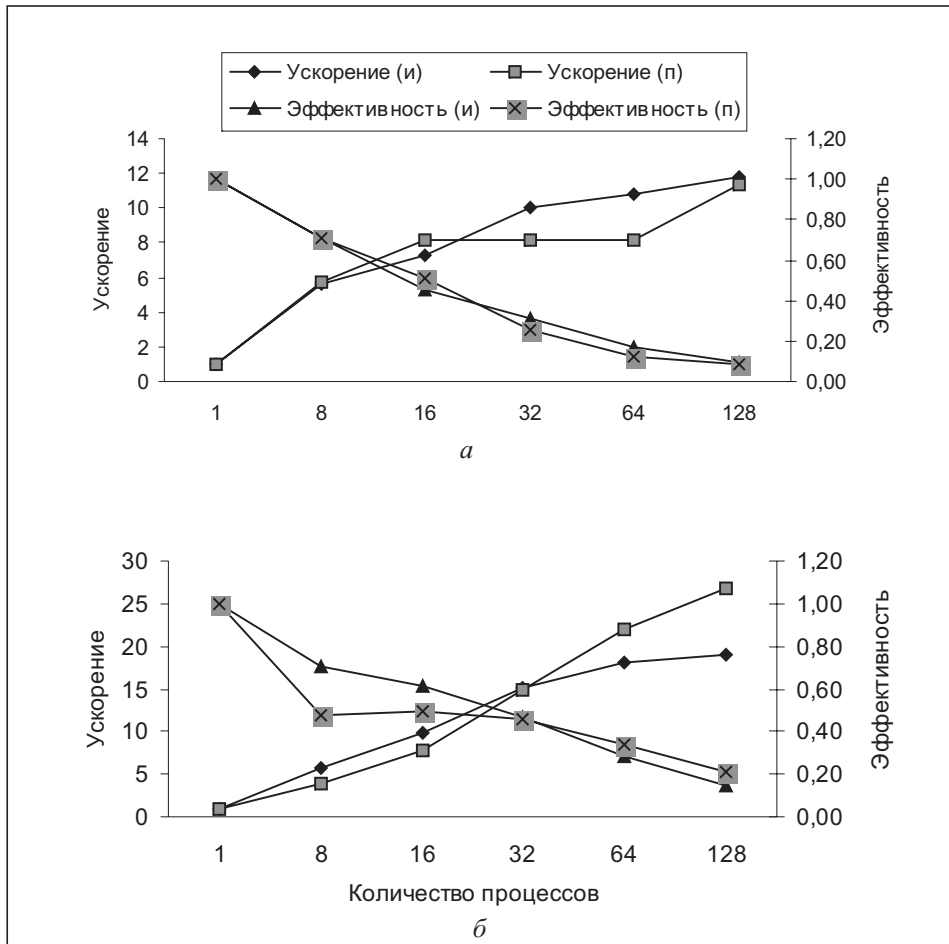 Ускорение (и) Ускорение (п)
Эффективность (и) Эффективность (п)
14
12
10
8
6
4
2
0
Ускорение
1,20
1,00
0,80
0,60
0,40
0,20
0,00
Эффективность
1 8 16 32 64 128
а
30
25
20
15
10
5
0
Ускорение
1,20
1,00
0,80
0,60
0,40
0,20
0,00
Эффективность
1 8 16 32 64 128
Количество процессов
б